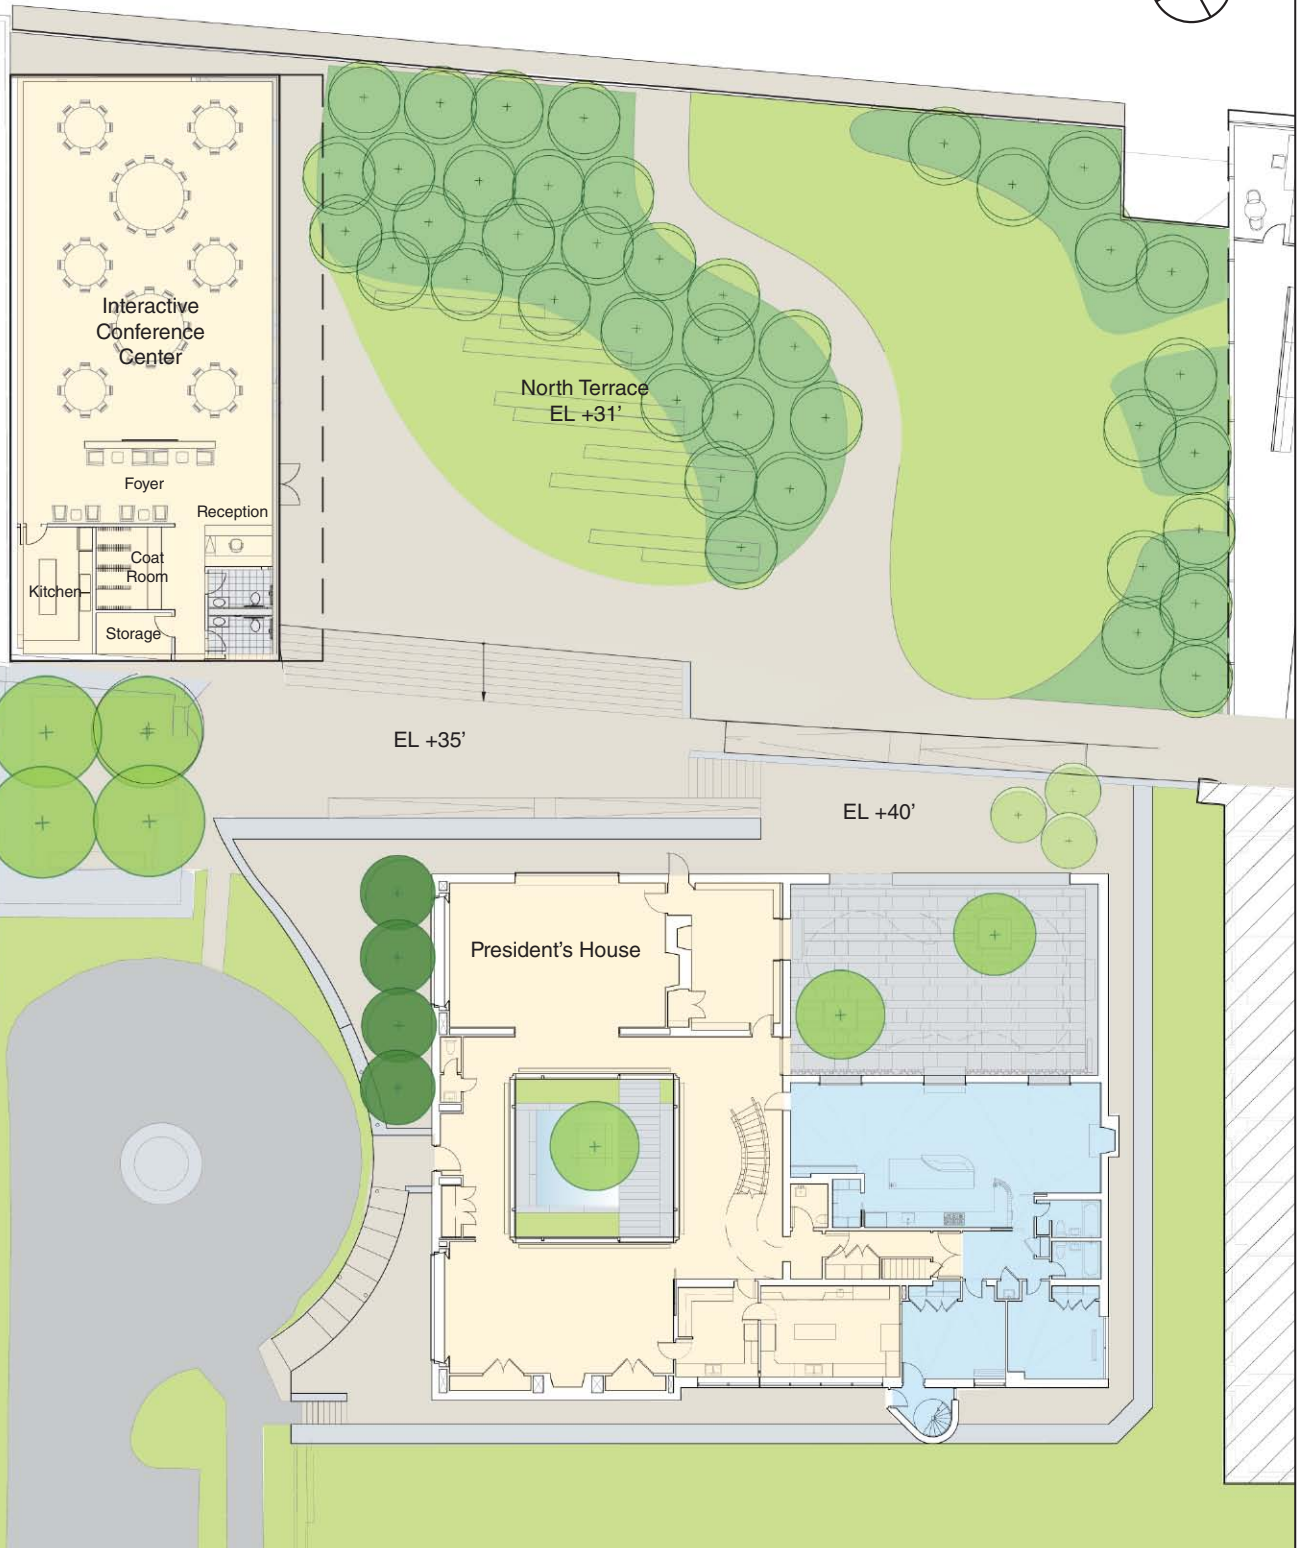 Interactive
Conference
Center
North Terrace
EL +31’
Foyer
Reception
Coat
Room
Kitchen
Storage
EL +35’
EL +40’
President’s House